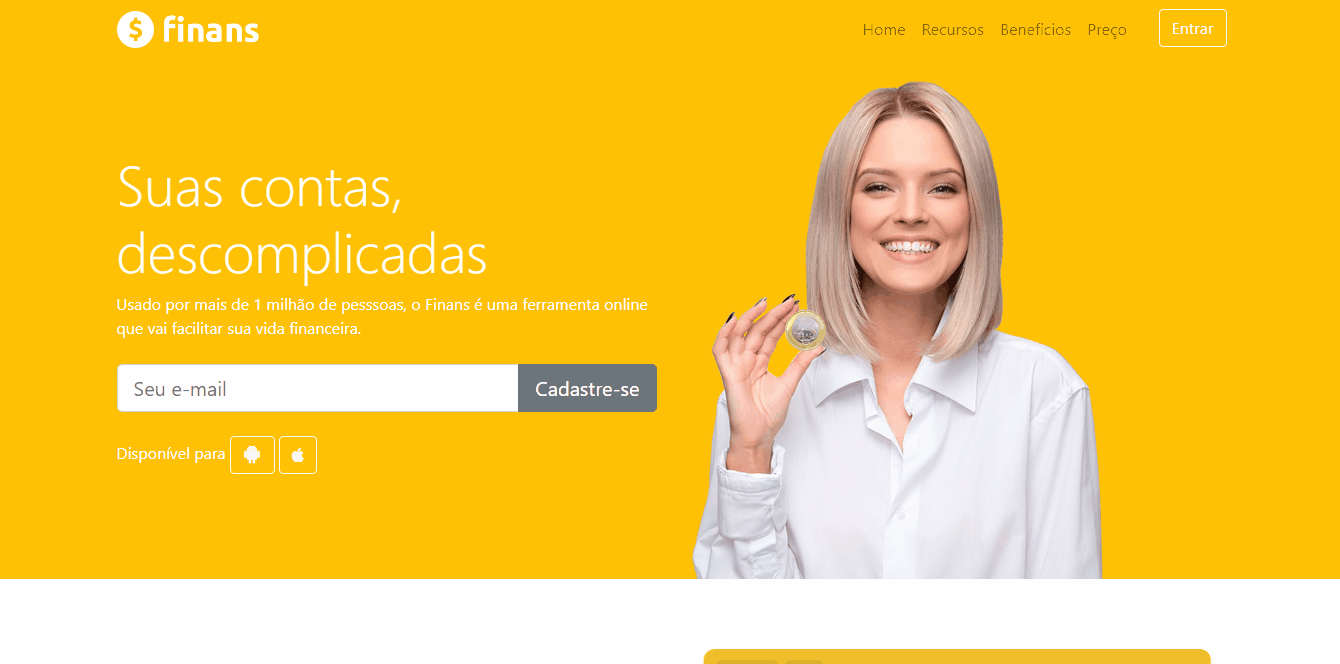 finans
Home Recursos Beneficios Preço Entrar
Suas contas,
descomplicadas
Usado por mais de 1 milhão de pesssoas, o Finans é uma ferramenta online
que vai facilitar sua vida financeira.
Seu e-mail Cadastre-se
Disponível para